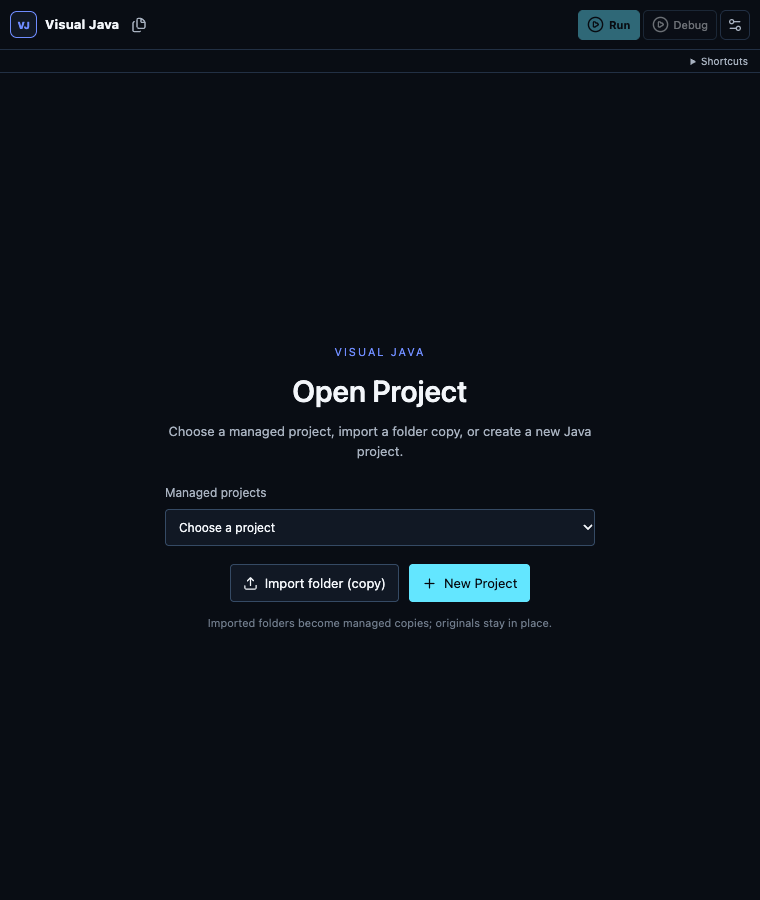 VJ Visual Java Run Debug
Shortcuts
VISUAL JAVA
Open Project
Choose a managed project, import a folder copy, or create a new Java
project.
Managed projects
Choose a project
Import folder (copy) New Project
Imported folders become managed copies; originals stay in place.